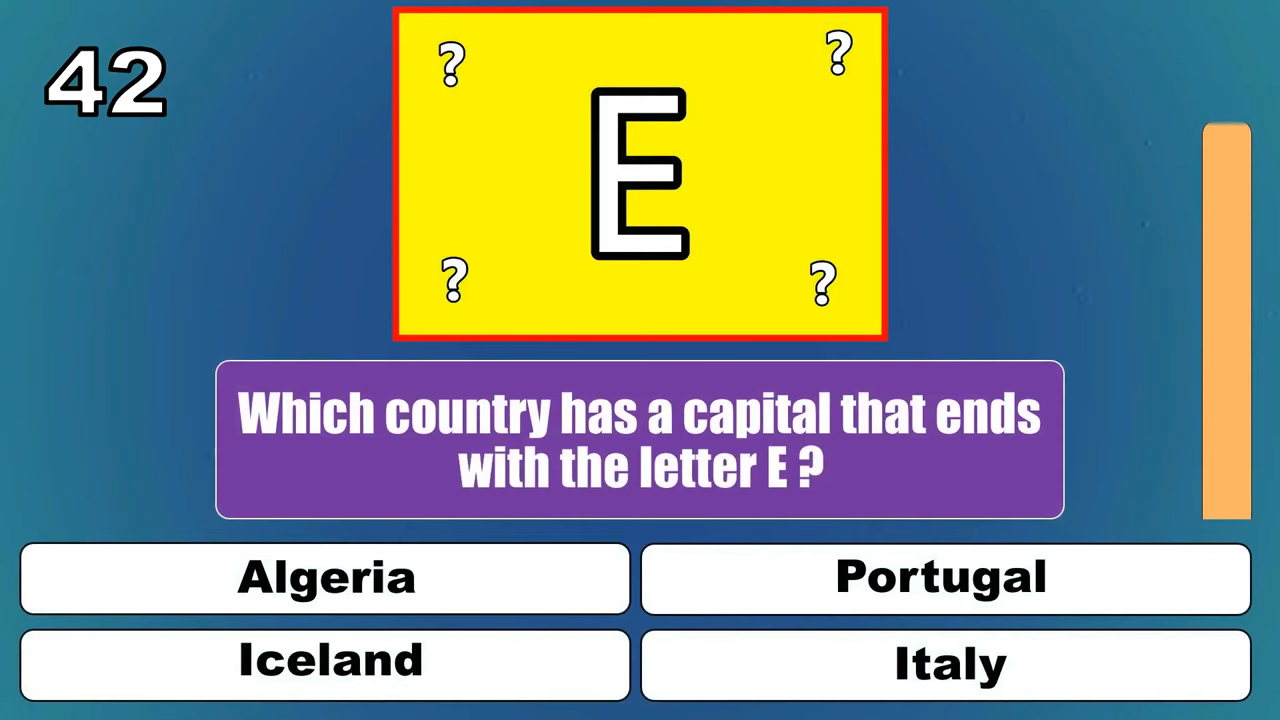 42
? ?
E
? ?
Which country has a capital that ends
with the letter E ?
Algeria
Portugal
Iceland
Italy